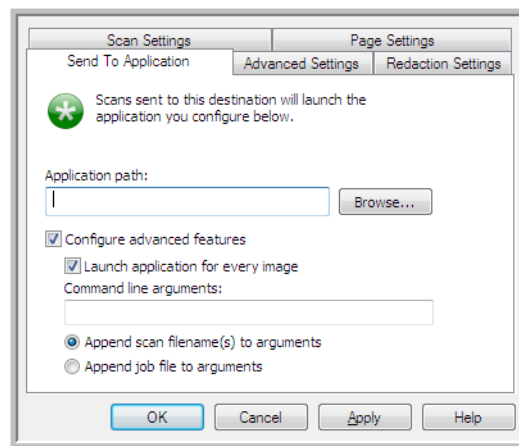 Scan Settings Page Settings
Send To Application Advanced Settings Redaction Settings
Scans sent to this destination will launch the
application you configure below.
Application path:
Browse...
Configure advanced features
Launch application for every image
Command line arguments:
Append scan filename(s) to arguments
Append job file to arguments
OK Cancel Apply Help